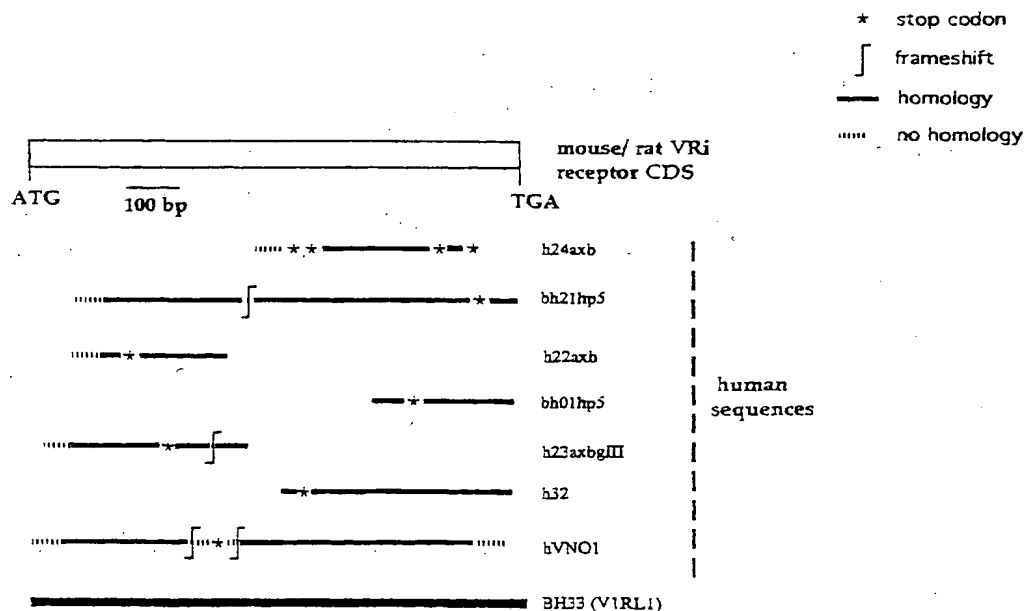 * stop codon
frameshift
homology
no homology
mouse/ rat VRi
receptor CDS
ATG
100 bp
TGA
h24axb
bh21hp5
h22axb
bh01hp5
human
sequences
h23axbgIII
h32
hVNO1
BH33 (V1RL1)